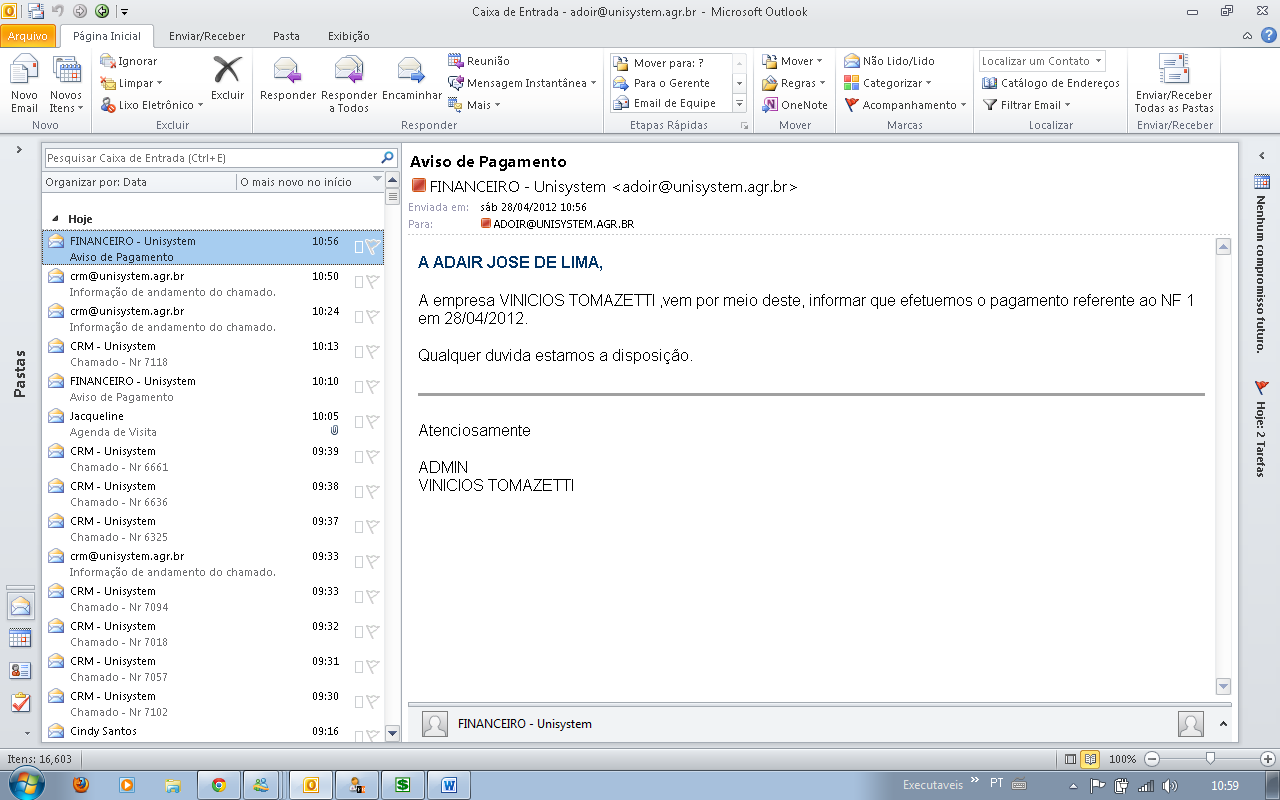 Caixa de Entrada - adoir@unisystem.agr.br - Microsoft Outlook
Arquivo Página Inicial Enviar/Receber Pasta Exibição
Novo Email
Novos Itens
Novo
Ignorar
Limpar
Lixo Eletrônico
Excluir
Excluir
Responder
Responder a Todos
Encaminhar
Reunião
Mensagem Instantânea
Mais
Responder
Mover para: ?
Para o Gerente
Email de Equipe
Etapas Rápidas
Mover
Regras
OneNote
Mover
Não Lido/Lido
Categorizar
Acompanhamento
Marcas
Localizar um Contato
Catálogo de Endereços
Filtrar Email
Localizar
Enviar/Receber Todas as Pastas
Enviar/Receber
Pastas
Pesquisar Caixa de Entrada (Ctrl+E)
Organizar por: Data O mais novo no início
Hoje
FINANCEIRO - Unisystem 10:56
Aviso de Pagamento
crm@unisystem.agr.br 10:50
Informação de andamento do chamado.
crm@unisystem.agr.br 10:24
Informação de andamento do chamado.
CRM - Unisystem 10:13
Chamado - Nr 7118
FINANCEIRO - Unisystem 10:10
Aviso de Pagamento
Jacqueline 10:05
Agenda de Visita
CRM - Unisystem 09:39
Chamado - Nr 6661
CRM - Unisystem 09:38
Chamado - Nr 6636
CRM - Unisystem 09:37
Chamado - Nr 6325
crm@unisystem.agr.br 09:33
Informação de andamento do chamado.
CRM - Unisystem 09:33
Chamado - Nr 7094
CRM - Unisystem 09:32
Chamado - Nr 7018
CRM - Unisystem 09:31
Chamado - Nr 7057
CRM - Unisystem 09:30
Chamado - Nr 7102
Cindy Santos 09:16
Aviso de Pagamento
FINANCEIRO - Unisystem <adoir@unisystem.agr.br>
Enviada em: sáb 28/04/2012 10:56
Para: ADOIR@UNISYSTEM.AGR.BR
A ADAIR JOSE DE LIMA,
A empresa VINICIOS TOMAZETTI ,vem por meio deste, informar que efetuemos o pagamento referente ao NF 1
em 28/04/2012.
Qualquer duvida estamos a disposição.
Atenciosamente
ADMIN
VINICIOS TOMAZETTI
FINANCEIRO - Unisystem
Nenhum compromisso futuro.
Hoje: 2 Tarefas
Itens: 16,603 100%
Executaveis PT 10:59